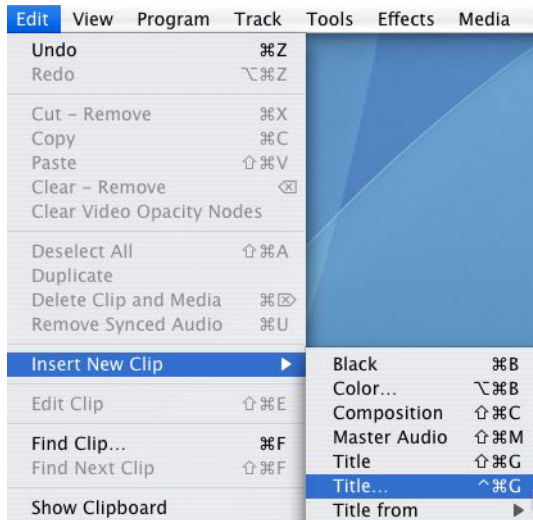 Edit View Program Track Tools Effects Media
Undo ⌘Z
Redo ⌥⌘Z
Cut – Remove ⌘X
Copy ⌘C
Paste ⇧⌘V
Clear – Remove ⌫
Clear Video Opacity Nodes
Deselect All ⇧⌘A
Duplicate
Delete Clip and Media ⌘⌦
Remove Synced Audio ⌘U
Insert New Clip ▶
Edit Clip ⇧⌘E
Find Clip... ⌘F
Find Next Clip ⇧⌘F
Show Clipboard
Black ⌘B
Color... ⌥⌘B
Composition ⇧⌘C
Master Audio ⇧⌘M
Title ⇧⌘G
Title... ^⌘G
Title from ▶